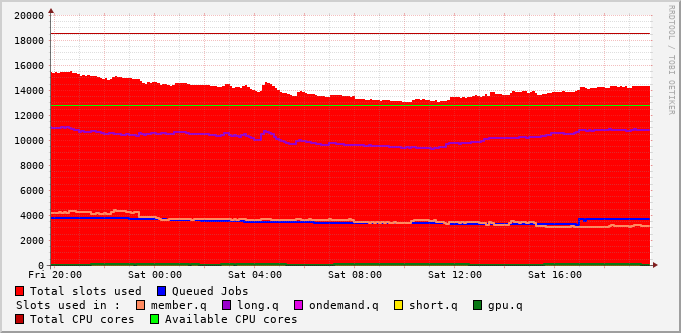 RRDTOOL / TOBI OETIKER
20000
18000
16000
14000
12000
10000
8000
6000
4000
2000
0
Fri 20:00 Sat 00:00 Sat 04:00 Sat 08:00 Sat 12:00 Sat 16:00
Total slots used Queued Jobs
Slots used in : member.q long.q ondemand.q short.q gpu.q
Total CPU cores Available CPU cores